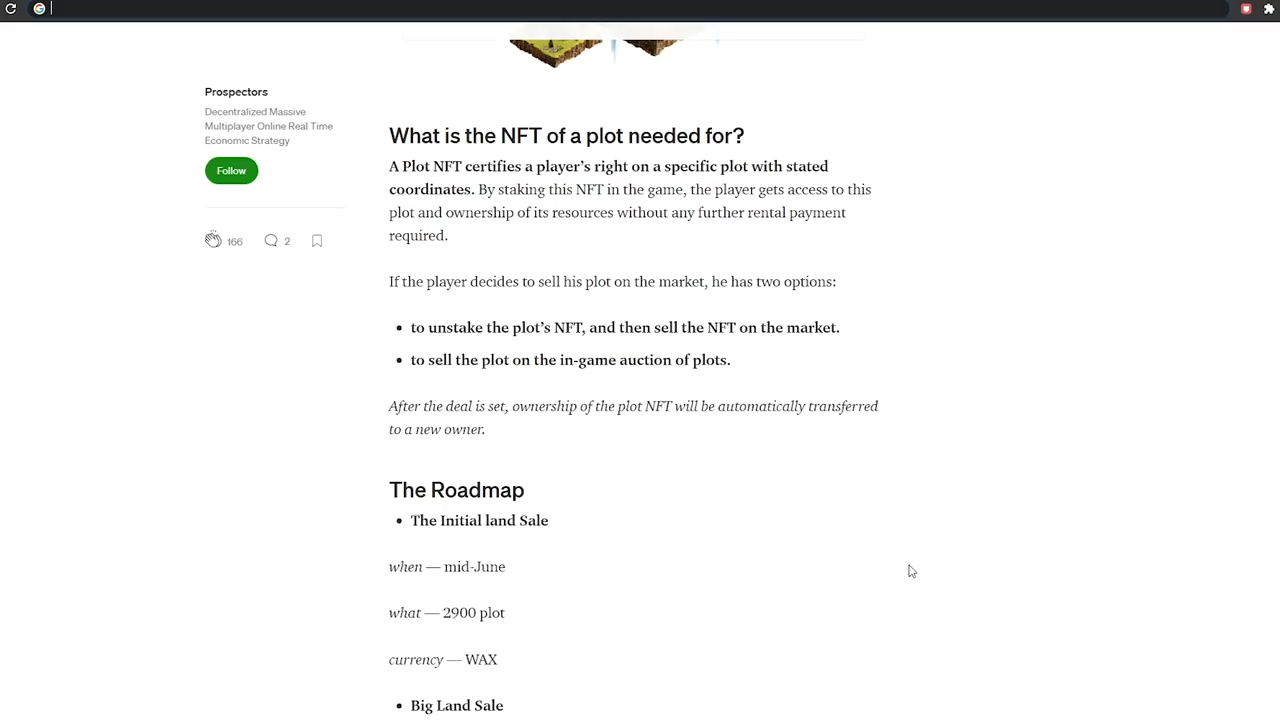 Prospectors
Decentralized Massive
Multiplayer Online Real Time
Economic Strategy
Follow
166
2
What is the NFT of a plot needed for?
A Plot NFT certifies a player’s right on a specific plot with stated
coordinates. By staking this NFT in the game, the player gets access to this
plot and ownership of its resources without any further rental payment
required.
If the player decides to sell his plot on the market, he has two options:
• to unstake the plot’s NFT, and then sell the NFT on the market.
• to sell the plot on the in-game auction of plots.
After the deal is set, ownership of the plot NFT will be automatically transferred
to a new owner.
The Roadmap
• The Initial land Sale
when — mid-June
what — 2900 plot
currency — WAX
• Big Land Sale